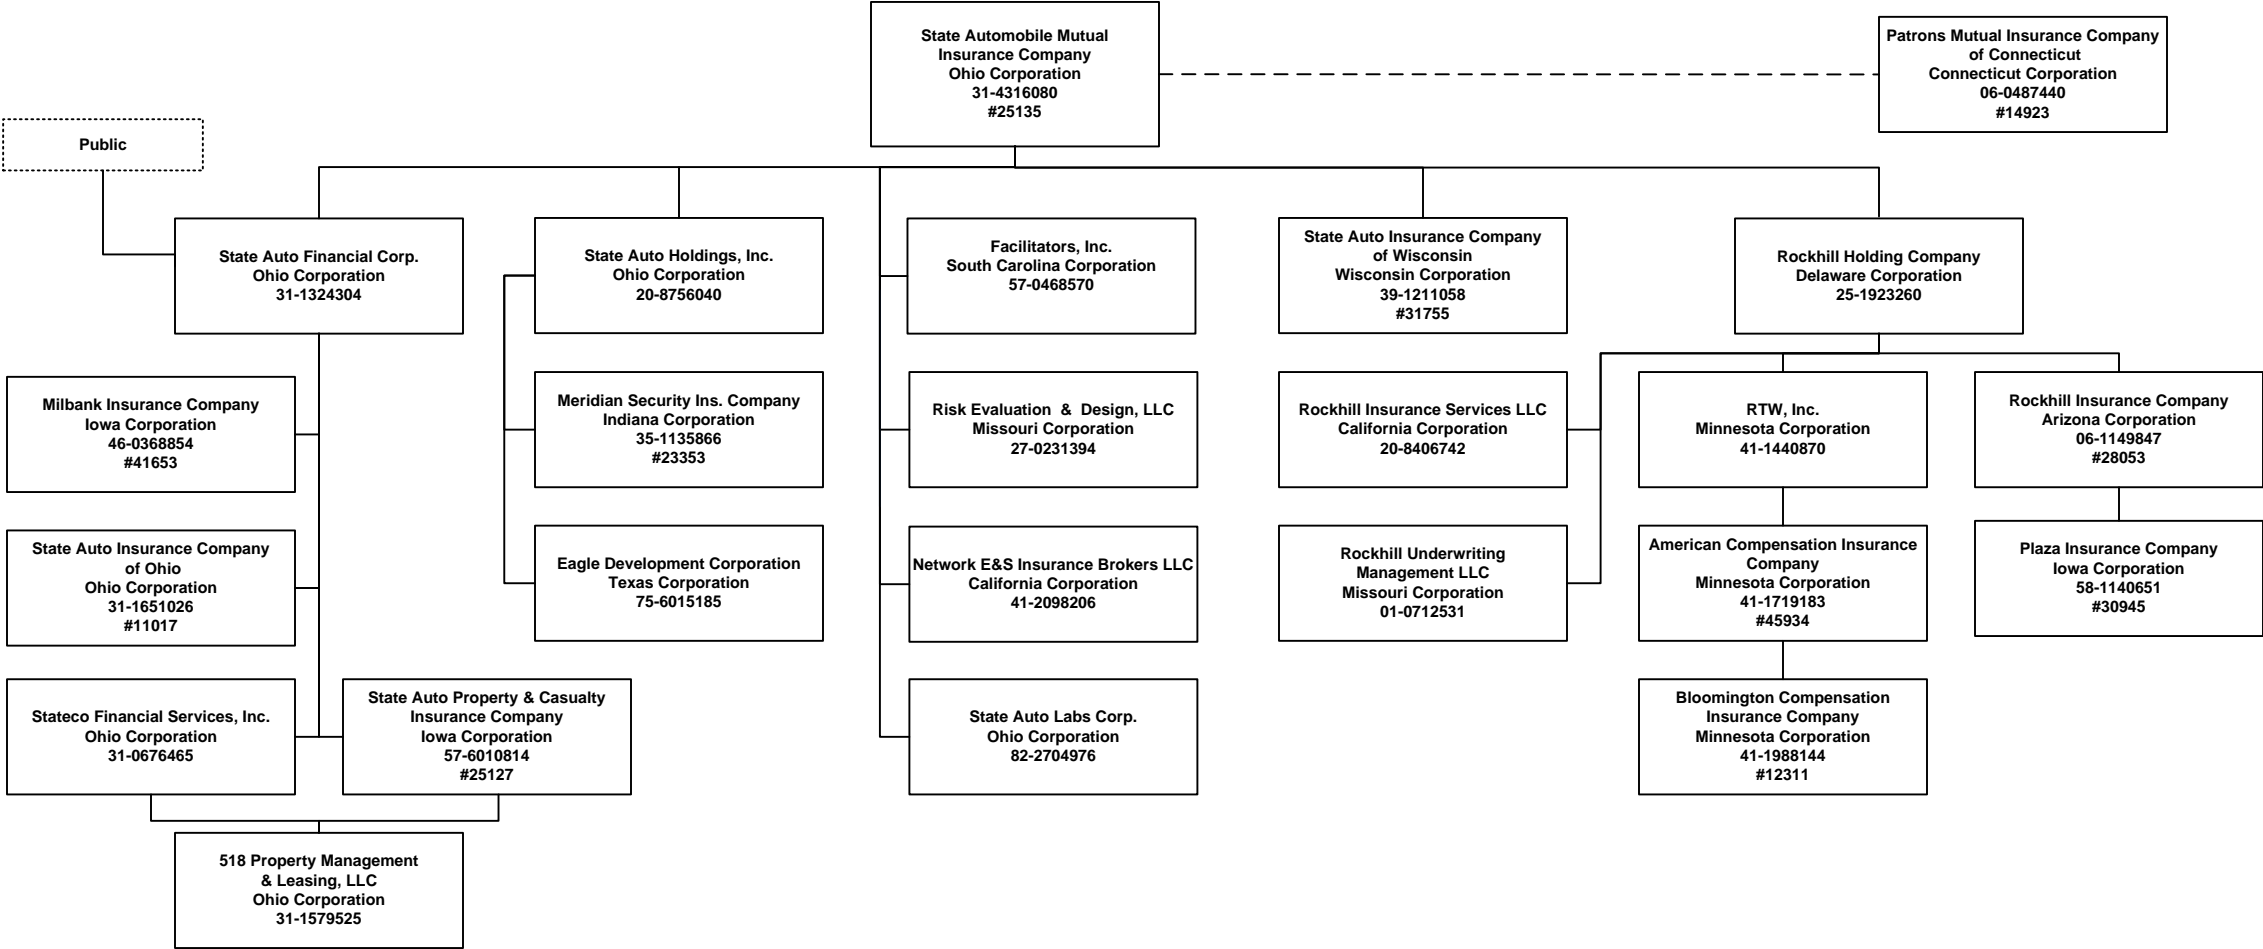 State Automobile Mutual
Insurance Company
Ohio Corporation
31-4316080
#25135
Patrons Mutual Insurance Company
of Connecticut
Connecticut Corporation
06-0487440
#14923
Public
State Auto Financial Corp.
Ohio Corporation
31-1324304
State Auto Holdings, Inc.
Ohio Corporation
20-8756040
Facilitators, Inc.
South Carolina Corporation
57-0468570
State Auto Insurance Company
of Wisconsin
Wisconsin Corporation
39-1211058
#31755
Rockhill Holding Company
Delaware Corporation
25-1923260
Milbank Insurance Company
Iowa Corporation
46-0368854
#41653
Meridian Security Ins. Company
Indiana Corporation
35-1135866
#23353
Risk Evaluation & Design, LLC
Missouri Corporation
27-0231394
Rockhill Insurance Services LLC
California Corporation
20-8406742
RTW, Inc.
Minnesota Corporation
41-1440870
Rockhill Insurance Company
Arizona Corporation
06-1149847
#28053
State Auto Insurance Company
of Ohio
Ohio Corporation
31-1651026
#11017
Eagle Development Corporation
Texas Corporation
75-6015185
Network E&S Insurance Brokers LLC
California Corporation
41-2098206
Rockhill Underwriting
Management LLC
Missouri Corporation
01-0712531
American Compensation Insurance
Company
Minnesota Corporation
41-1719183
#45934
Plaza Insurance Company
Iowa Corporation
58-1140651
#30945
Stateco Financial Services, Inc.
Ohio Corporation
31-0676465
State Auto Property & Casualty
Insurance Company
Iowa Corporation
57-6010814
#25127
State Auto Labs Corp.
Ohio Corporation
82-2704976
Bloomington Compensation
Insurance Company
Minnesota Corporation
41-1988144
#12311
518 Property Management
& Leasing, LLC
Ohio Corporation
31-1579525